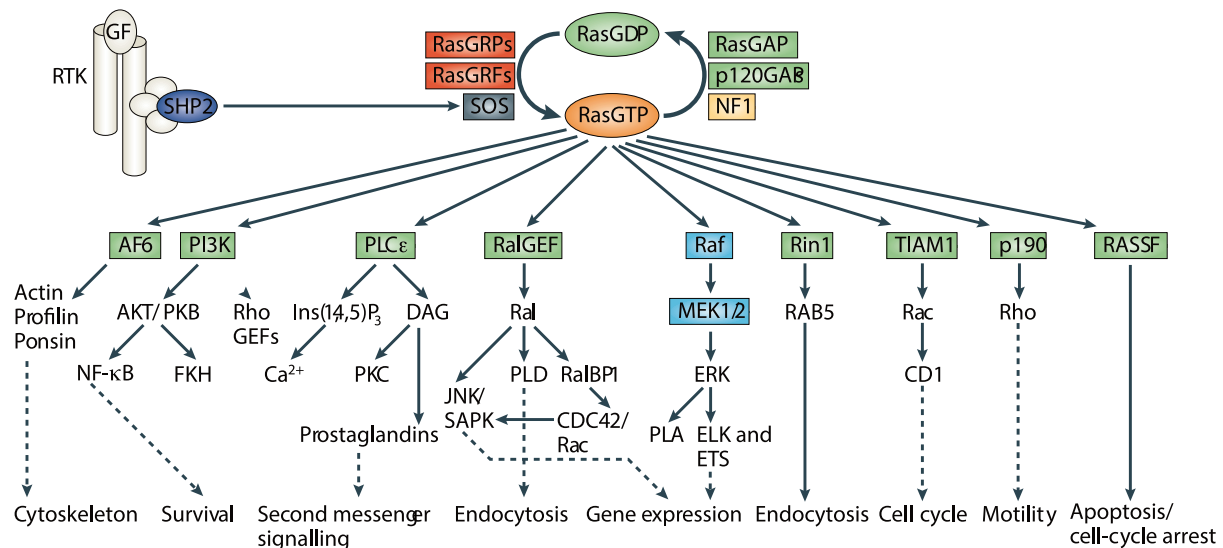 GF
RTK
SHP2
RasGRPs
RasGRFs
SOS
RasGDP
RasGTP
RasGAP
p120GAPs
NF1
AF6
PI3K
PLCε
RalGEF
Raf
Rin1
TIAM1
p190
RASSF
Actin
Profilin
Ponsin
AKT/PKB
Rho
GEFs
Ins(1,4,5)P3
DAG
Ral
MEK1/2
RAB5
Rac
Rho
NF-κB
FKH
Ca2+
PKC
PLD
RalBP1
ERK
CD1
JNK/
SAPK
CDC42/
Rac
Prostaglandins
PLA
ELK and
ETS
Cytoskeleton
Survival
Second messenger
signalling
Endocytosis
Gene expression
Endocytosis
Cell cycle
Motility
Apoptosis/
cell-cycle arrest